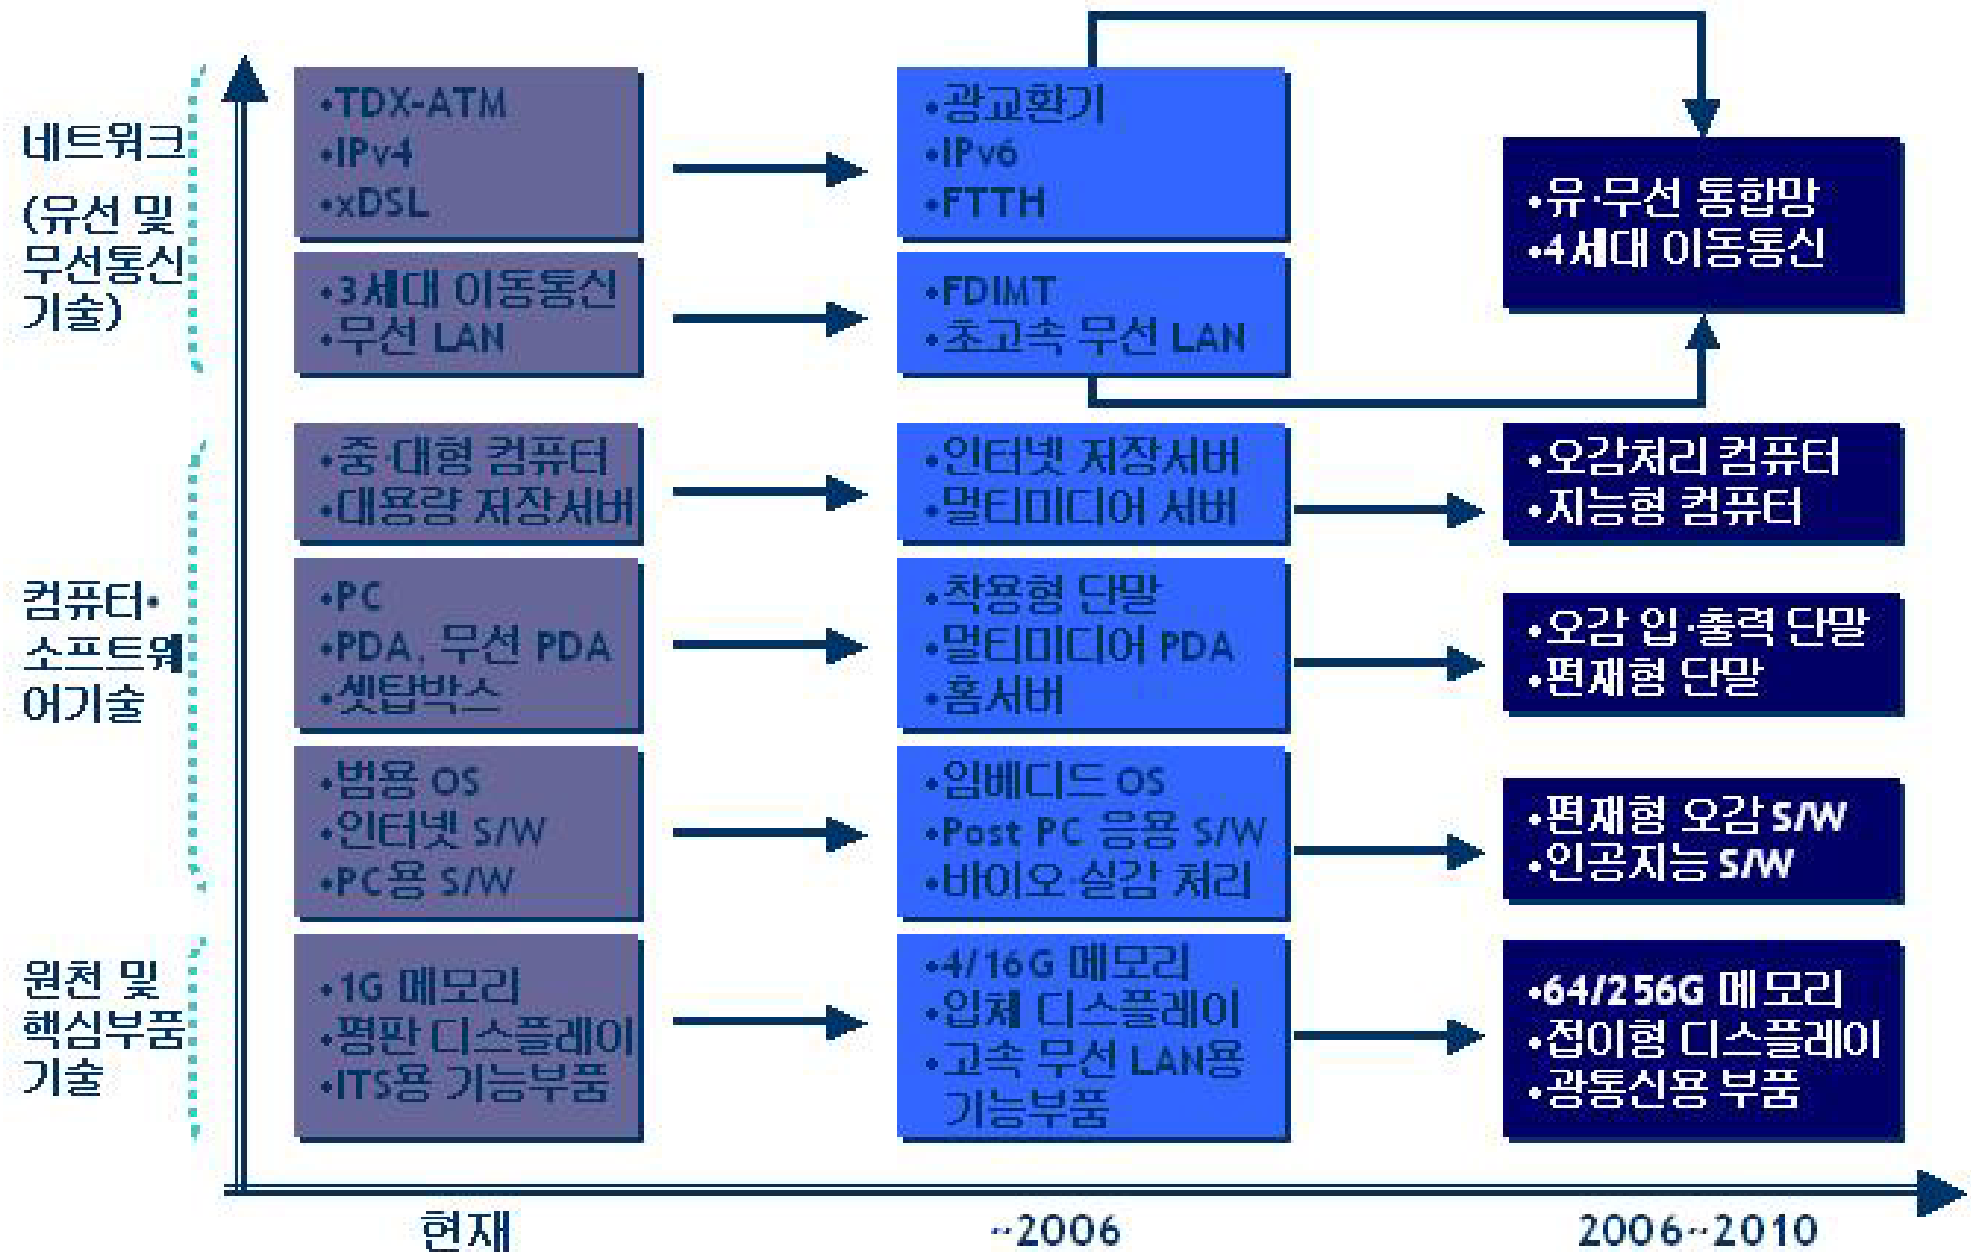 네트워크
(유선 및
무선통신
기술)
•TDX-ATM
•IPv4
•xDSL
•광교환기
•IPv6
•FTTH
•유·무선 통합망
•4세대 이동통신
•3세대 이동통신
•무선 LAN
•FDIMT
•초고속 무선 LAN
컴퓨터•
소프트웨
어기술
•중·대형 컴퓨터
•대용량 저장서버
•인터넷 저장서버
•멀티미디어 서버
•오감처리 컴퓨터
•지능형 컴퓨터
•PC
•PDA, 무선 PDA
•셋탑박스
•착용형 단말
•멀티미디어 PDA
•홈서버
•오감 입·출력 단말
•편재형 단말
•범용 OS
•인터넷 S/W
•PC용 S/W
•임베디드 OS
•Post PC 응용 S/W
•바이오·실감 처리
•편재형 오감 S/W
•인공지능 S/W
원천 및
핵심부품
기술
•1G 메모리
•평판 디스플레이
•ITS용 기능부품
•4/16G 메모리
•입체 디스플레이
•고속 무선 LAN용
기능부품
•64/256G 메모리
•접이형 디스플레이
•광통신용 부품
현재
~2006
2006~2010